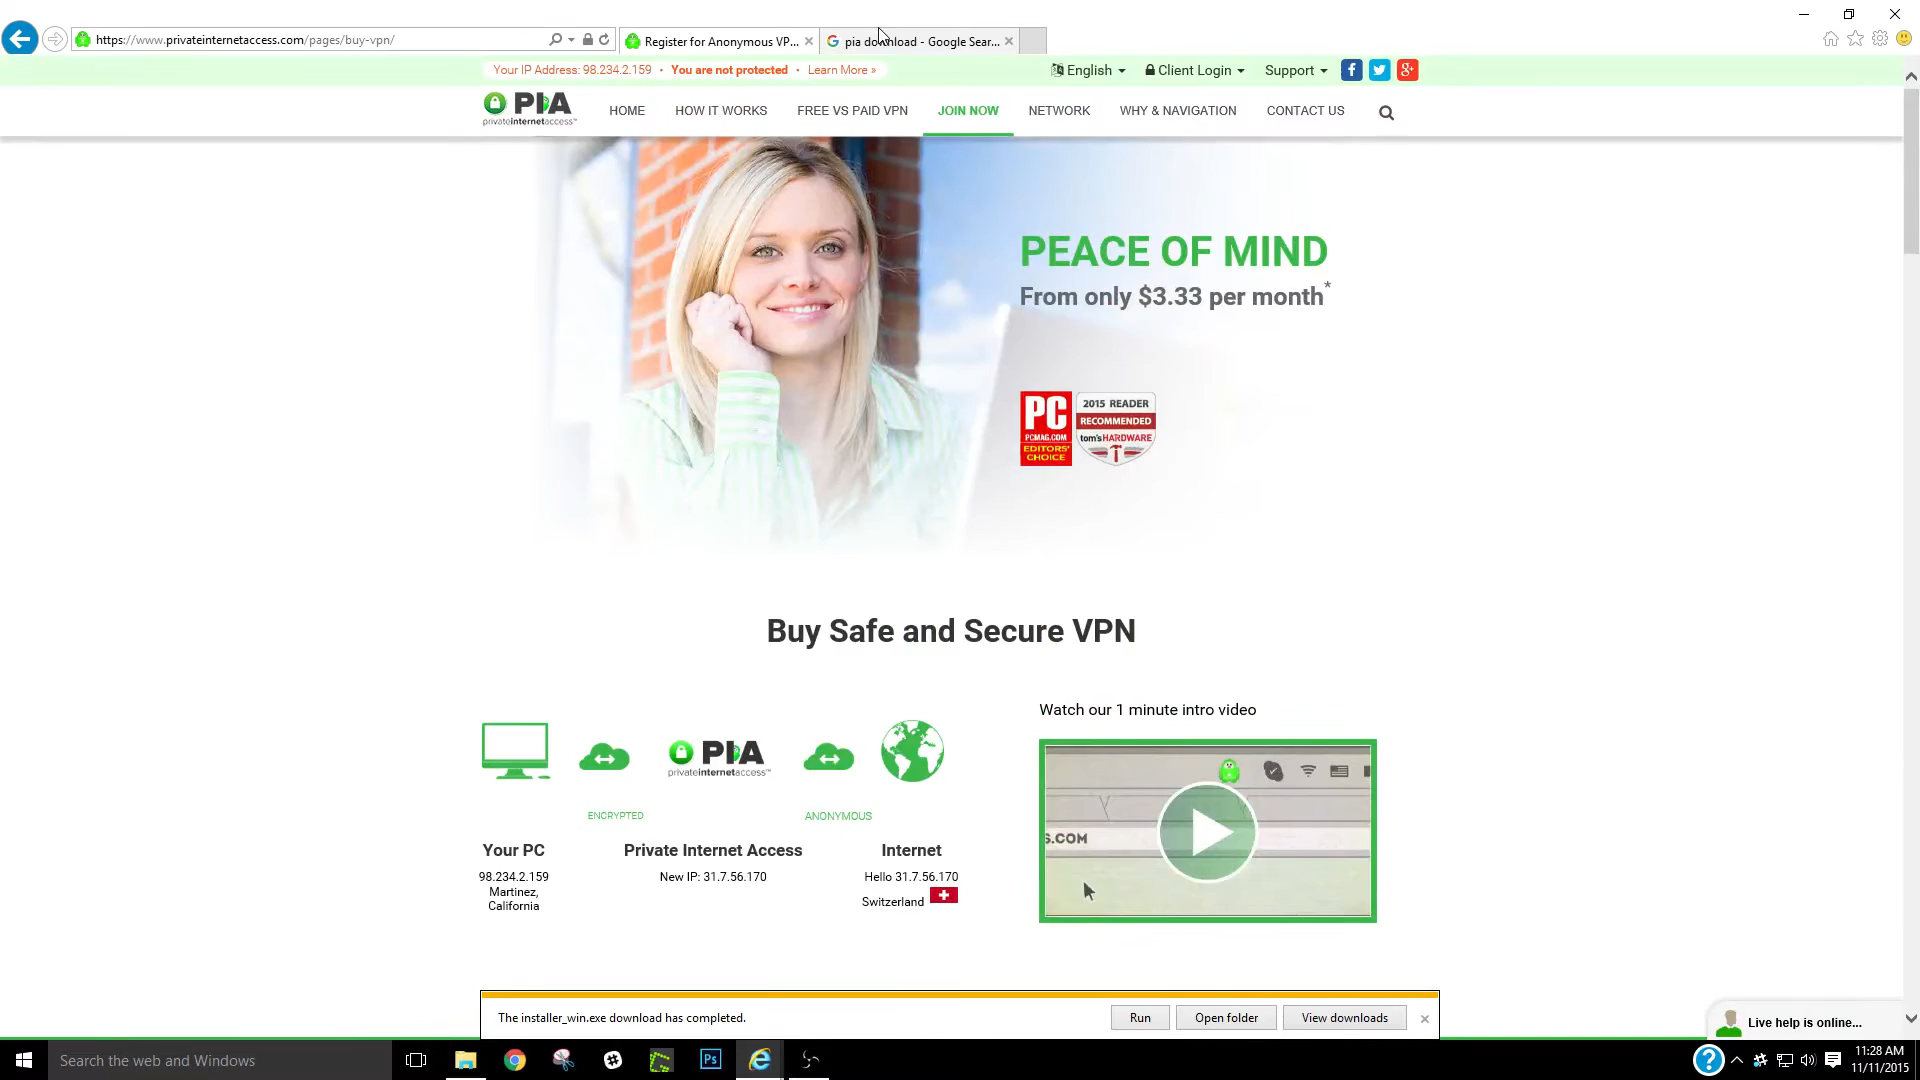 https://www.privateinternetaccess.com/pages/buy-vpn/
Register for Anonymous VP...
pia download - Google Sear...
Your IP Address: 98.234.2.159 • You are not protected • Learn More »
English
Client Login
Support
PIA
privateinternetaccess™
HOME
HOW IT WORKS
FREE VS PAID VPN
JOIN NOW
NETWORK
WHY & NAVIGATION
CONTACT US
PEACE OF MIND
From only $3.33 per month*
PC
PCMAG.COM
EDITORS'
CHOICE
2015 READER
RECOMMENDED
tom's HARDWARE
Buy Safe and Secure VPN
Watch our 1 minute intro video
PIA
privateinternetaccess™
S.COM
ENCRYPTED
ANONYMOUS
Your PC
Private Internet Access
Internet
98.234.2.159
New IP: 31.7.56.170
Hello 31.7.56.170
Martinez,
California
Switzerland
The installer_win.exe download has completed.
Run
Open folder
View downloads
Live help is online...
Search the web and Windows
Ps
11:28 AM
11/11/2015